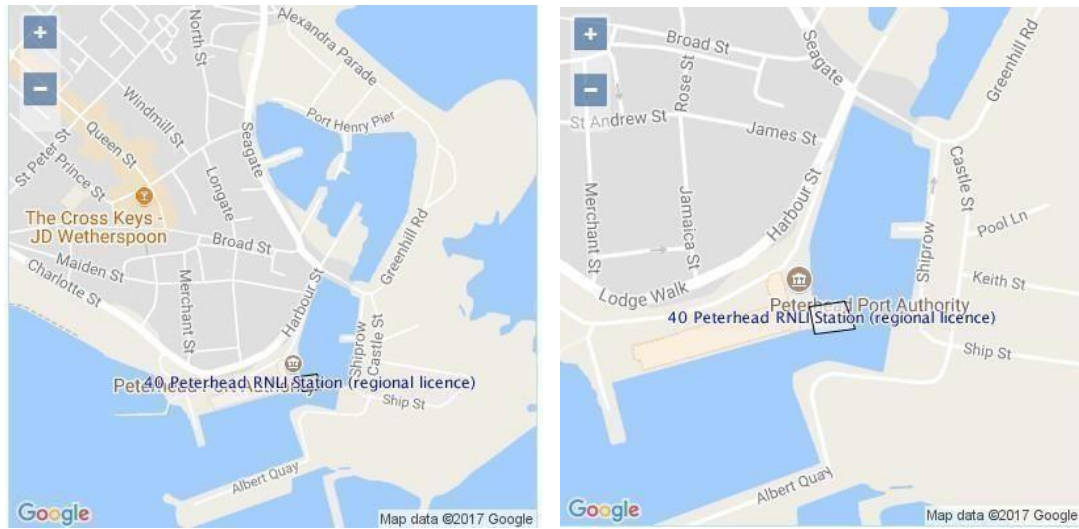 +
−
North St
Alexandra Parade
Windmill St
Port Henry Pier
Queen St
Seagate
St Peter St
Prince St
Longate
The Cross Keys -
JD Wetherspoon
Greenhill Rd
Broad St
Maiden St
Charlotte St
Merchant St
Harbour St
Shiprow
Castle St
Peterhead Port Authority
40 Peterhead RNLI Station (regional licence)
Ship St
Albert Quay
Google
Map data ©2017 Google
+
−
Broad St
Seagate
Greenhill Rd
Rose St
St Andrew St
James St
Castle St
Merchant St
Jamaica St
Harbour St
Shiprow
Pool Ln
Lodge Walk
Keith St
Peterhead Port Authority
40 Peterhead RNLI Station (regional licence)
Ship St
Albert Quay
Google
Map data ©2017 Google